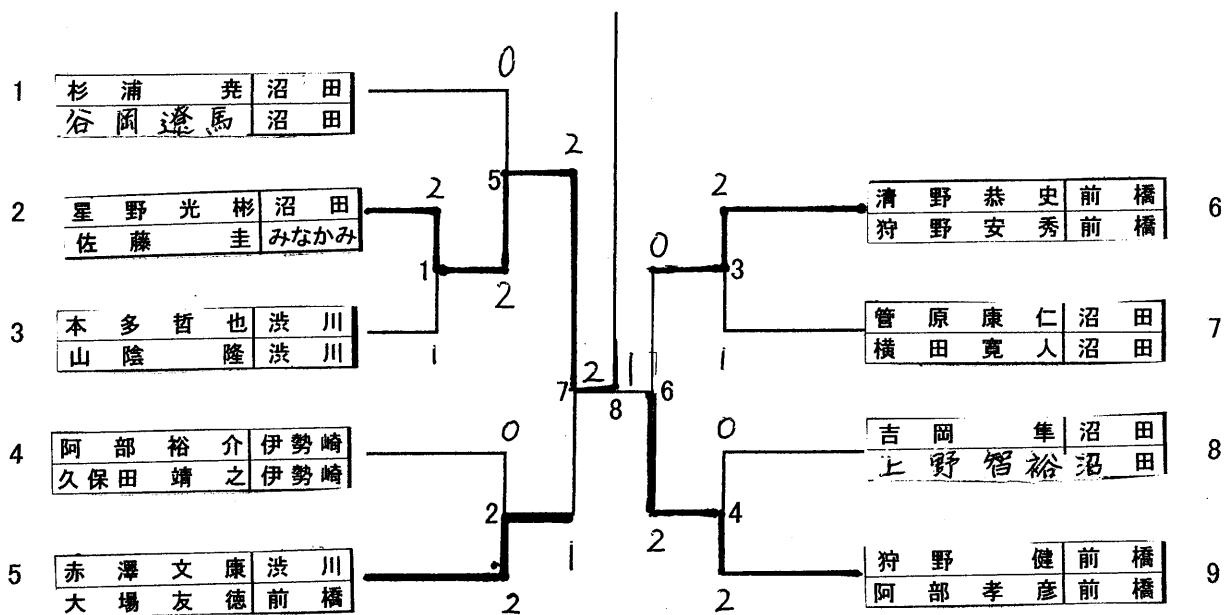 0
1 杉浦 尭 沼田
谷岡遼馬 沼田
2
5
2 星野光彬 沼田
佐藤 圭 みなかみ
2
1
2
3 本多哲也 渋川
山陰 隆 渋川
1
7 2 8 1 6
4 阿部裕介 伊勢崎
久保田靖之 伊勢崎
0
2
1
5 赤澤文康 渋川
大場友徳 前橋
2
清野恭史 前橋 6
狩野安秀 前橋
2
0
3
管原康仁 沼田 7
横田寛人 沼田
1
吉岡 隼 沼田 8
上野智裕 沼田
0
4
2
狩野 健 前橋 9
阿部孝彦 前橋
2